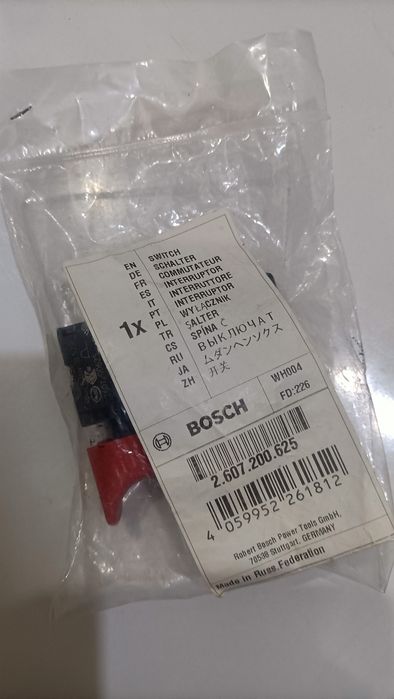 EN SWITCH
DE SCHALTER
FR COMMUTATEUR
ES INTERRUPTOR
IT INTERRUTTORE
PT INTERRUPTOR
PL WYŁĄCZNIK
TR ŞALTER
CS SPÍNA Č
RU ВЫКЛЮЧАТ
JA ムダンヘンソクス
ZH 开关
1x
WH004
FD:226
BOSCH
2.607.200.625
4 059952 261812
Robert Bosch Power Tools GmbH,
70538 Stuttgart, GERMANY
Made in Russ.Federation